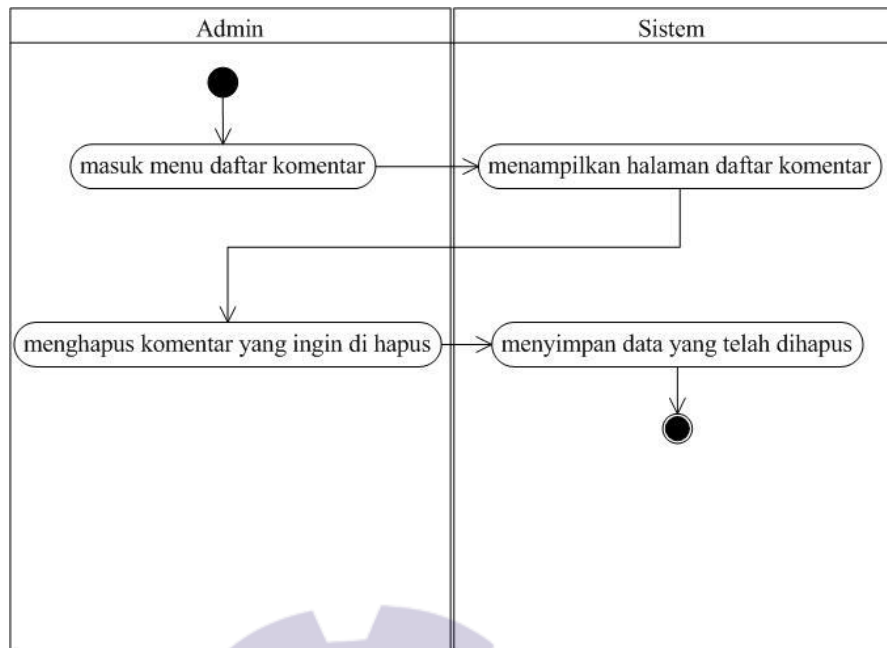 Admin
Sistem
masuk menu daftar komentar
menampilkan halaman daftar komentar
menghapus komentar yang ingin di hapus
menyimpan data yang telah dihapus